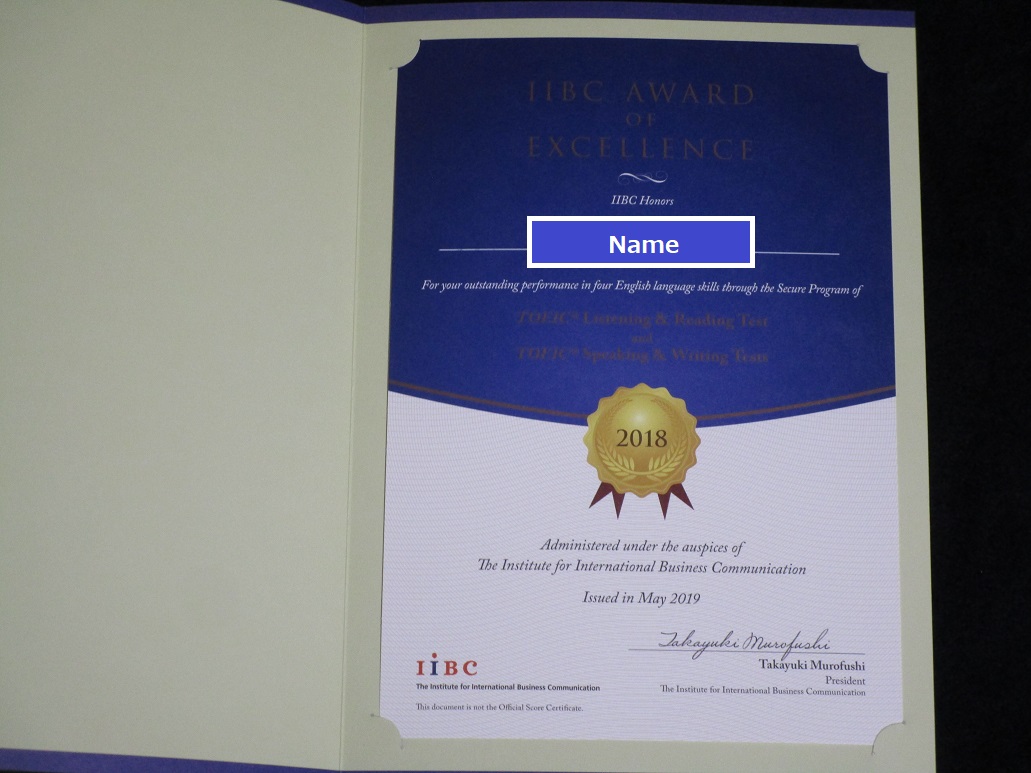 IIBC AWARD
OF
EXCELLENCE
IIBC Honors
Name
For your outstanding performance in four English language skills through the Secure Program of
TOEIC™ Listening & Reading Test
and
TOEIC™ Speaking & Writing Tests
2018
Administered under the auspices of
The Institute for International Business Communication
Issued in May 2019
Takayuki Murofushi
Takayuki Murofushi
President
The Institute for International Business Communication
IIBC
The Institute for International Business Communication
This document is not the Official Score Certificate.